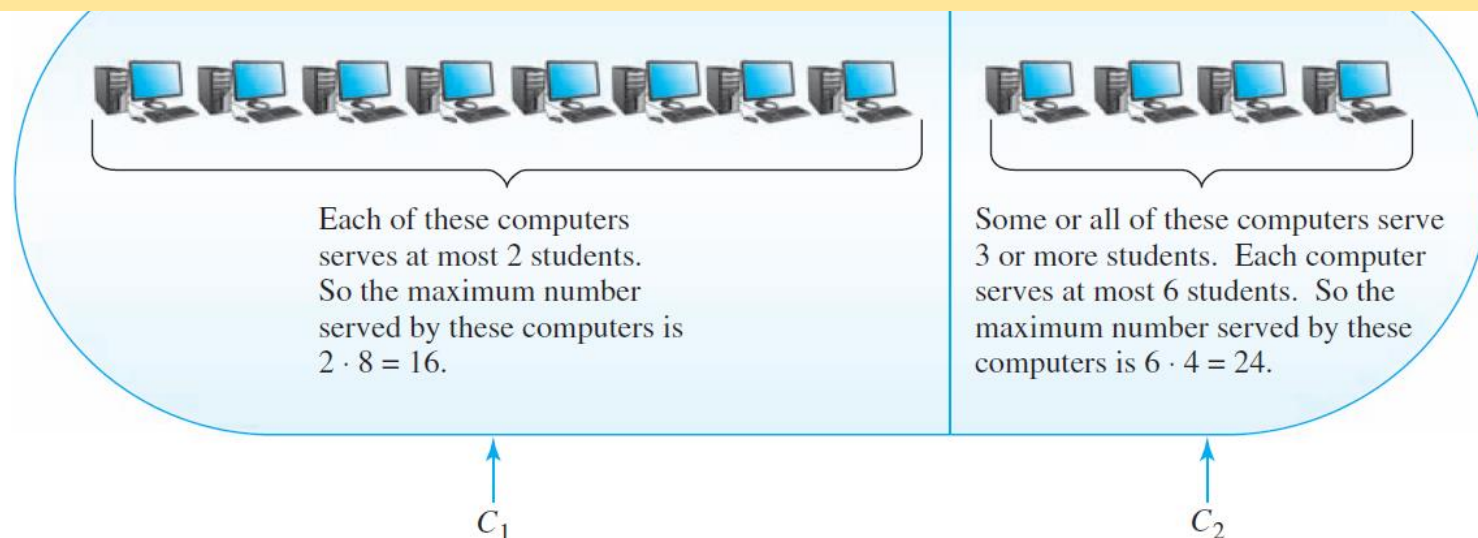 Each of these computers
serves at most 2 students.
So the maximum number
served by these computers is
2 · 8 = 16.
Some or all of these computers serve
3 or more students. Each computer
serves at most 6 students. So the
maximum number served by these
computers is 6 · 4 = 24.
C₁
C₂